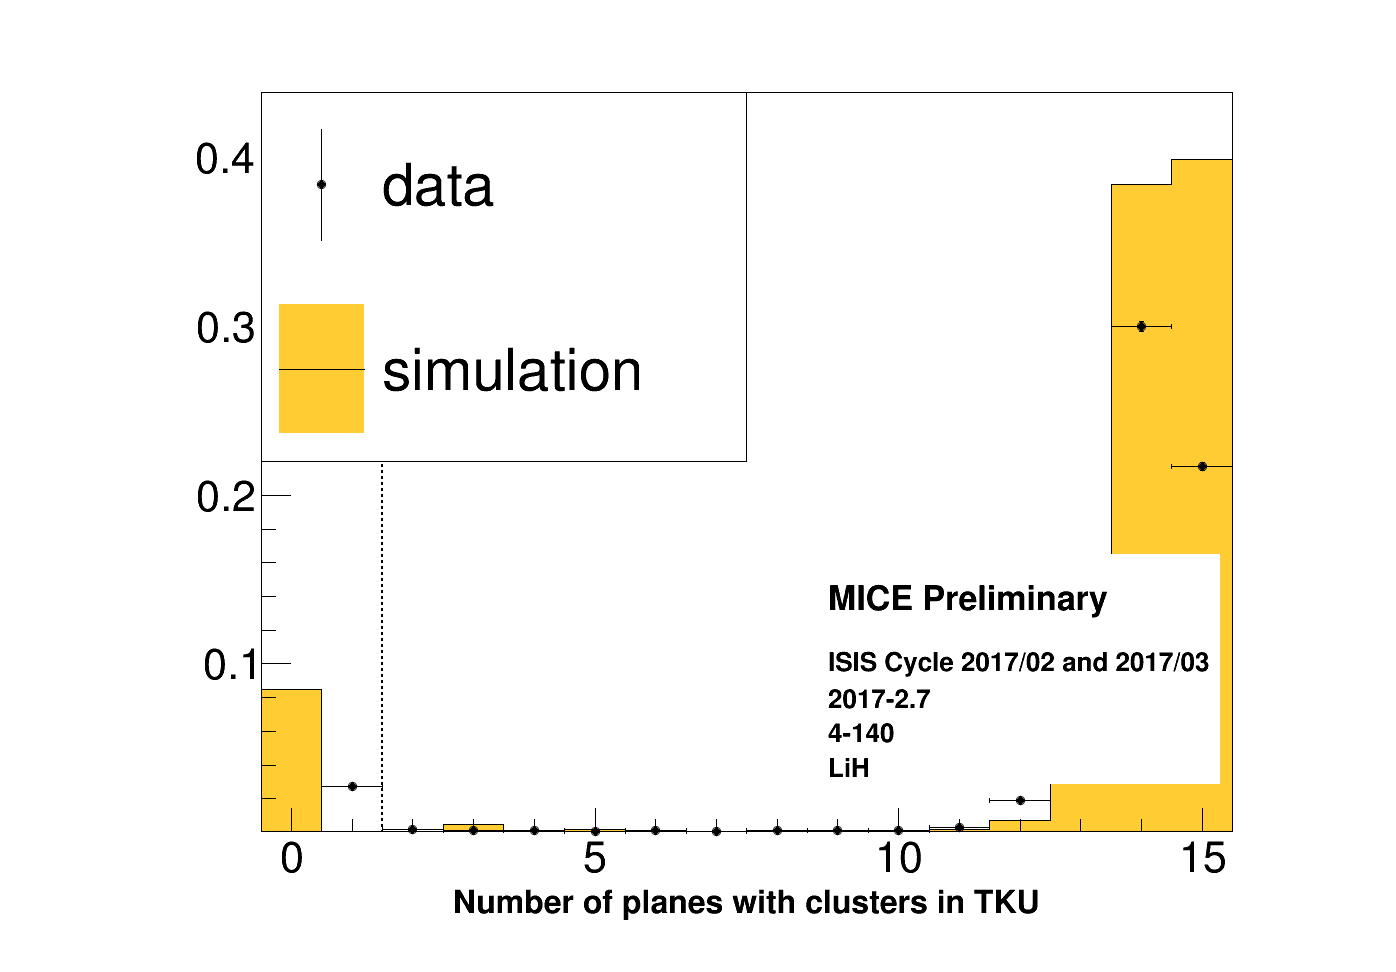 0.4
data
0.3
simulation
0.2
MICE Preliminary
ISIS Cycle 2017/02 and 2017/03
0.1
2017-2.7
4-140
LiH
0 5 10 15
Number of planes with clusters in TKU